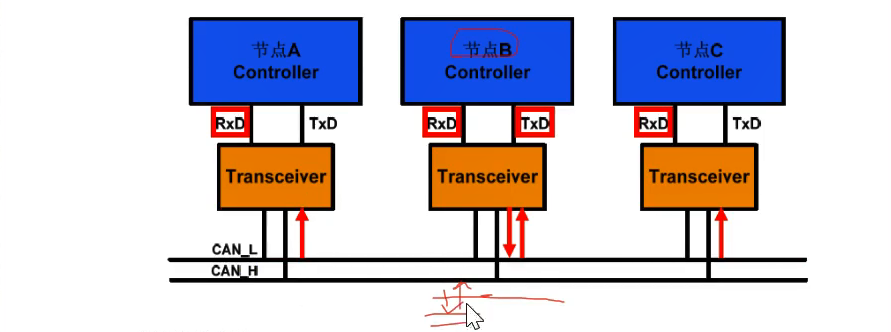 节点A
Controller
节点B
Controller
节点C
Controller
RxD
TxD
RxD
TxD
RxD
TxD
Transceiver
Transceiver
Transceiver
CAN_L
CAN_H